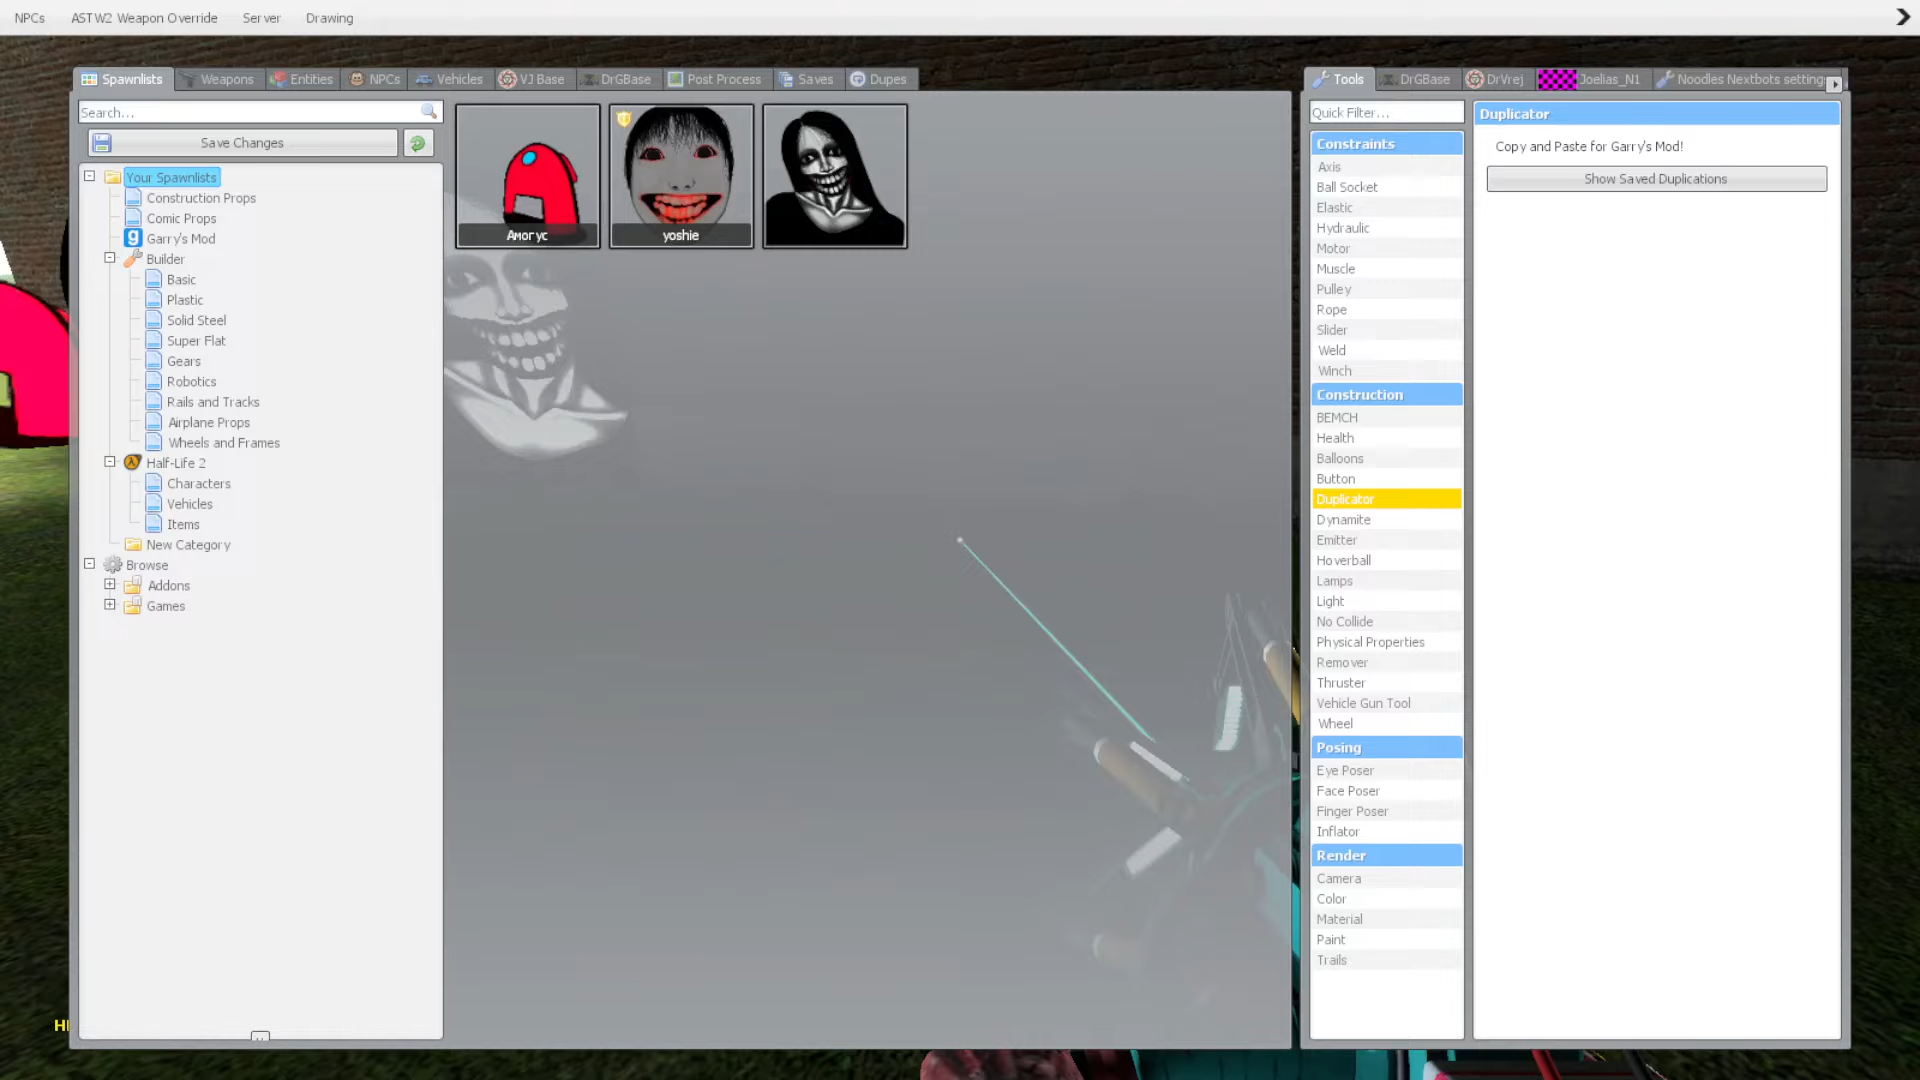 NPCs
ASTW2 Weapon Override
Server
Drawing
Spawnlists
Weapons
Entities
NPCs
Vehicles
VJ Base
DrGBase
Post Process
Saves
Dupes
Search...
Save Changes
Your Spawnlists
Construction Props
Comic Props
Garry's Mod
Builder
Basic
Plastic
Solid Steel
Super Flat
Gears
Robotics
Rails and Tracks
Airplane Props
Wheels and Frames
Half-Life 2
Characters
Vehicles
Items
New Category
Browse
Addons
Games
Амогус
yoshie
Tools
DrGBase
DrVrej
Joelias_N1
Noodles Nextbots setting
Quick Filter...
Constraints
Axis
Ball Socket
Elastic
Hydraulic
Motor
Muscle
Pulley
Rope
Slider
Weld
Winch
Construction
BEMCH
Health
Balloons
Button
Duplicator
Dynamite
Emitter
Hoverball
Lamps
Light
No Collide
Physical Properties
Remover
Thruster
Vehicle Gun Tool
Wheel
Posing
Eye Poser
Face Poser
Finger Poser
Inflator
Render
Camera
Color
Material
Paint
Trails
Duplicator
Copy and Paste for Garry's Mod!
Show Saved Duplications